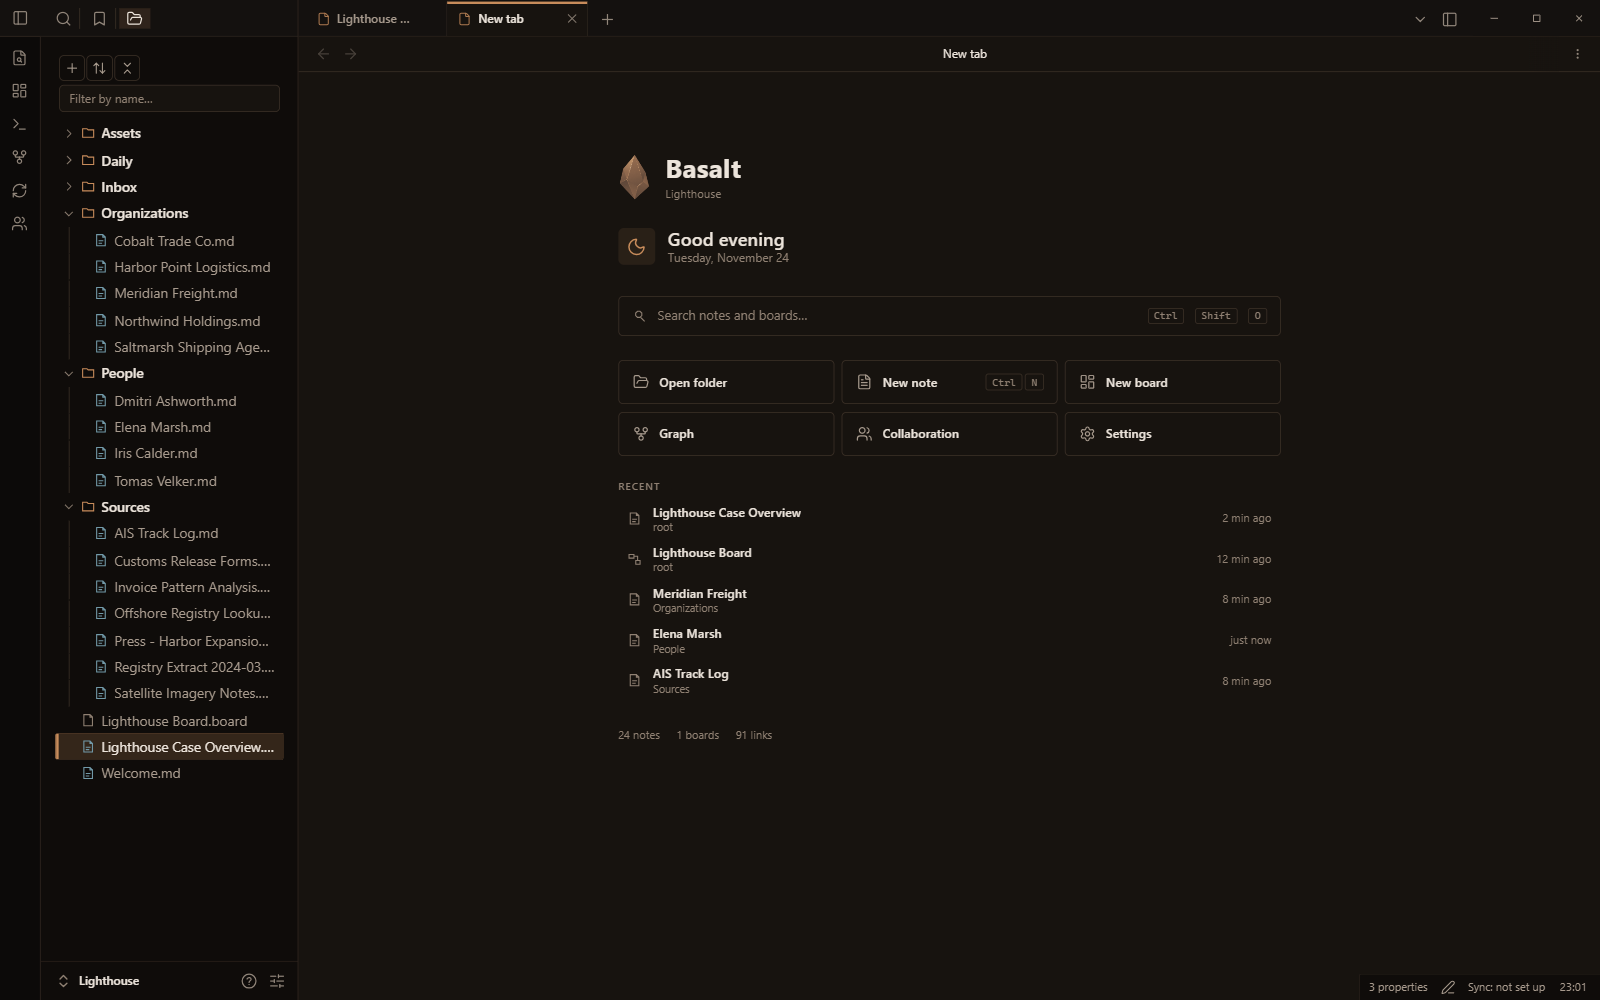 Lighthouse ...
New tab
New tab
Filter by name...
Assets
Daily
Inbox
Organizations
Cobalt Trade Co.md
Harbor Point Logistics.md
Meridian Freight.md
Northwind Holdings.md
Saltmarsh Shipping Age...
People
Dmitri Ashworth.md
Elena Marsh.md
Iris Calder.md
Tomas Velker.md
Sources
AIS Track Log.md
Customs Release Forms....
Invoice Pattern Analysis....
Offshore Registry Looku...
Press - Harbor Expansio...
Registry Extract 2024-03....
Satellite Imagery Notes....
Lighthouse Board.board
Lighthouse Case Overview....
Welcome.md
Lighthouse
Basalt
Lighthouse
Good evening
Tuesday, November 24
Search notes and boards... Ctrl Shift O
Open folder
New note Ctrl N
New board
Graph
Collaboration
Settings
RECENT
Lighthouse Case Overview
root
2 min ago
Lighthouse Board
root
12 min ago
Meridian Freight
Organizations
8 min ago
Elena Marsh
People
just now
AIS Track Log
Sources
8 min ago
24 notes 1 boards 91 links
3 properties Sync: not set up 23:01